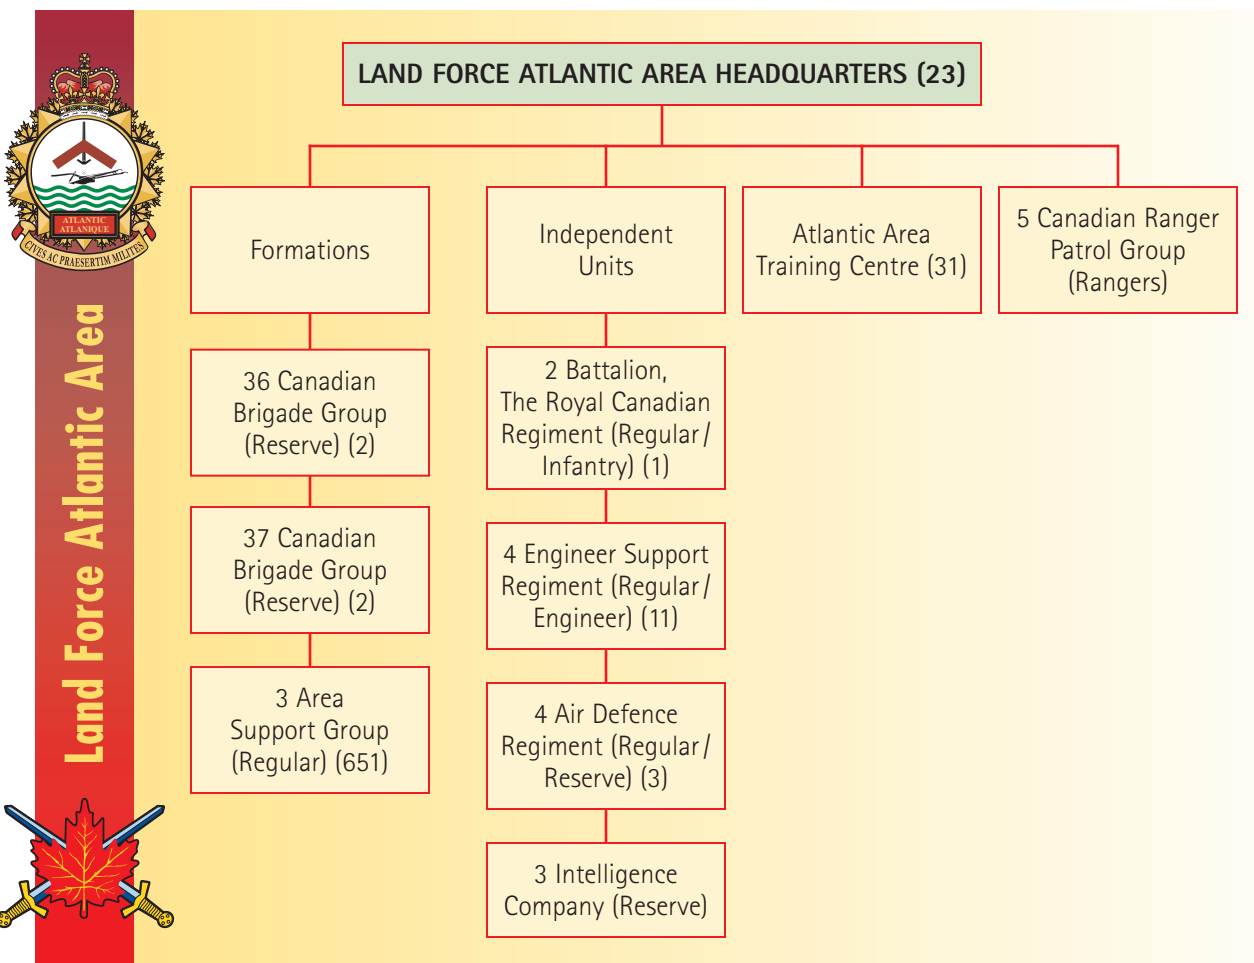 LAND FORCE ATLANTIC AREA HEADQUARTERS (23)
Formations
Independent
Units
Atlantic Area
Training Centre (31)
5 Canadian Ranger
Patrol Group
(Rangers)
36 Canadian
Brigade Group
(Reserve) (2)
37 Canadian
Brigade Group
(Reserve) (2)
3 Area
Support Group
(Regular) (651)
2 Battalion,
The Royal Canadian
Regiment (Regular/
Infantry) (1)
4 Engineer Support
Regiment (Regular/
Engineer) (11)
4 Air Defence
Regiment (Regular/
Reserve) (3)
3 Intelligence
Company (Reserve)
ATLANTIC
ATLANIQUE
CIVES AC PRAESERTIM MILITES
Land Force Atlantic Area